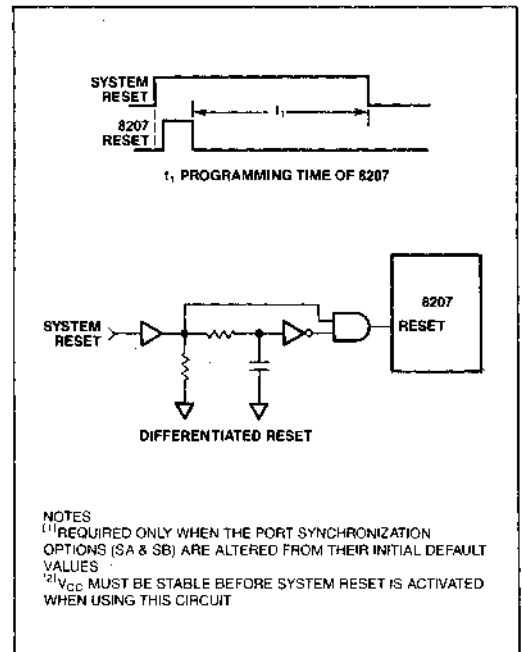 SYSTEM
RESET
t₁
8207
RESET
t₁ PROGRAMMING TIME OF 8207
8207
SYSTEM
RESET
RESET
DIFFERENTIATED RESET
NOTES
[1]REQUIRED ONLY WHEN THE PORT SYNCHRONIZATION
OPTIONS (SA & SB) ARE ALTERED FROM THEIR INITIAL DEFAULT
VALUES
[2]VCC MUST BE STABLE BEFORE SYSTEM RESET IS ACTIVATED
WHEN USING THIS CIRCUIT